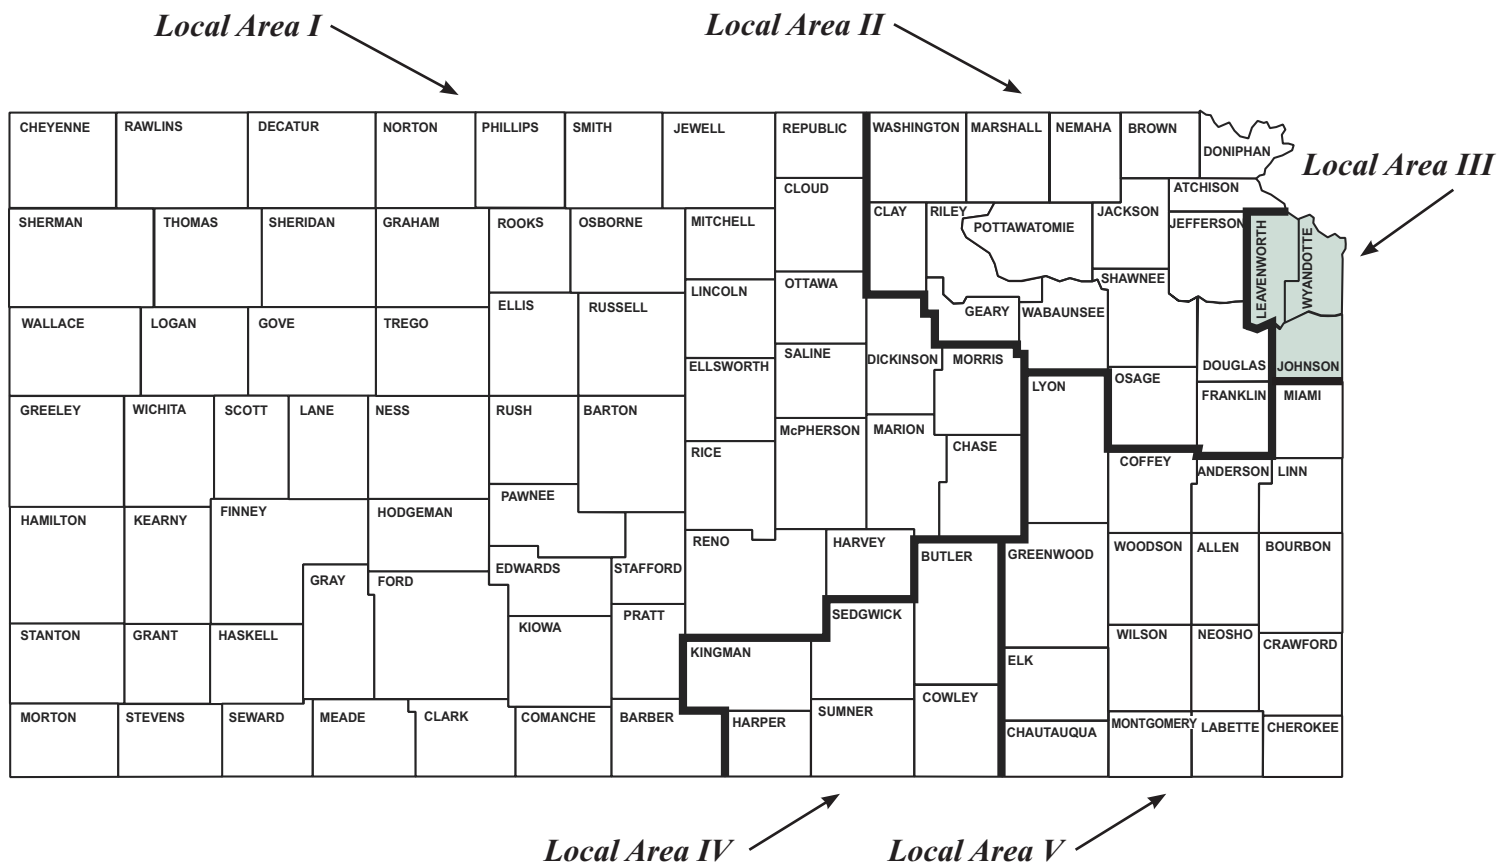 Local Area I
Local Area II
Local Area III
CHEYENNE
RAWLINS
DECATUR
NORTON
PHILLIPS
SMITH
JEWELL
REPUBLIC
WASHINGTON
MARSHALL
NEMAHA
BROWN
DONIPHAN
CLOUD
ATCHISON
SHERMAN
THOMAS
SHERIDAN
GRAHAM
ROOKS
OSBORNE
MITCHELL
CLAY
RILEY
POTTAWATOMIE
JACKSON
JEFFERSON
LEAVENWORTH
WYANDOTTE
OTTAWA
LINCOLN
SHAWNEE
WALLACE
LOGAN
GOVE
TREGO
ELLIS
RUSSELL
GEARY
WABAUNSEE
SALINE
ELLSWORTH
DICKINSON
MORRIS
DOUGLAS
JOHNSON
LYON
OSAGE
FRANKLIN
MIAMI
GREELEY
WICHITA
SCOTT
LANE
NESS
RUSH
BARTON
McPHERSON
MARION
CHASE
RICE
COFFEY
ANDERSON
LINN
PAWNEE
HAMILTON
KEARNY
FINNEY
HODGEMAN
RENO
HARVEY
BUTLER
GREENWOOD
WOODSON
ALLEN
BOURBON
GRAY
FORD
EDWARDS
STAFFORD
PRATT
SEDGWICK
STANTON
GRANT
HASKELL
KIOWA
KINGMAN
ELK
WILSON
NEOSHO
CRAWFORD
MORTON
STEVENS
SEWARD
MEADE
CLARK
COMANCHE
BARBER
HARPER
SUMNER
COWLEY
CHAUTAUQUA
MONTGOMERY
LABETTE
CHEROKEE
Local Area IV
Local Area V